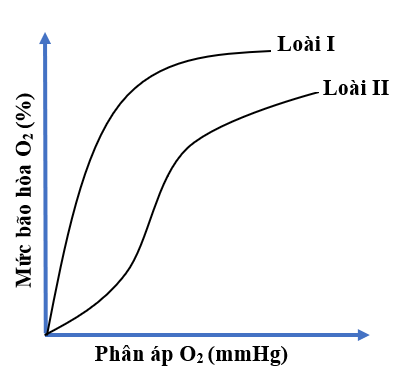 Loài I
Loài II
Mức bão hòa O₂ (%)
Phân áp O₂ (mmHg)